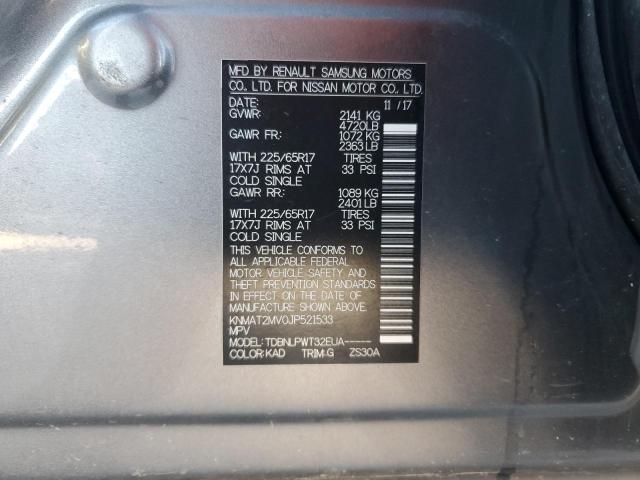 MFD BY RENAULT SAMSUNG MOTORS
CO., LTD. FOR NISSAN MOTOR CO., LTD.
DATE: 11 / 17
GVWR: 2141 KG
4720LB
GAWR FR: 1072 KG
2363 LB
WITH 225/65R17 TIRES
17X7J RIMS AT 33 PSI
COLD SINGLE
GAWR RR: 1089 KG
2401 LB
WITH 225/65R17 TIRES
17X7J RIMS AT 33 PSI
COLD SINGLE
THIS VEHICLE CONFORMS TO
ALL APPLICABLE FEDERAL
MOTOR VEHICLE SAFETY AND
THEFT PREVENTION STANDARDS
IN EFFECT ON THE DATE OF
MANUFACTURE SHOWN ABOVE.
KNMAT2MV0JP521533
MPV
MODEL: TDBNLPWT32EUA-----
COLOR: KAD TRIM: G ZS30A